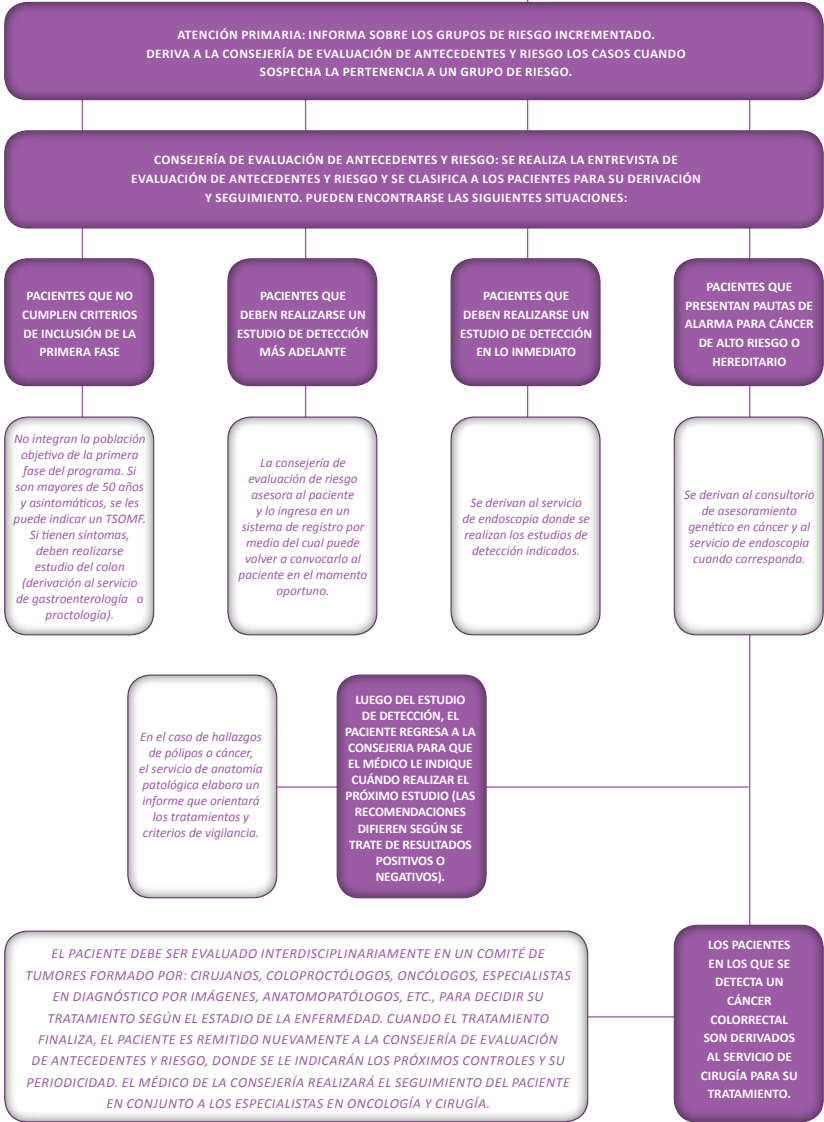 ATENCIÓN PRIMARIA: INFORMA SOBRE LOS GRUPOS DE RIESGO INCREMENTADO.
DERIVA A LA CONSEJERÍA DE EVALUACIÓN DE ANTECEDENTES Y RIESGO LOS CASOS CUANDO
SOSPECHA LA PERTENENCIA A UN GRUPO DE RIESGO.
CONSEJERÍA DE EVALUACIÓN DE ANTECEDENTES Y RIESGO: SE REALIZA LA ENTREVISTA DE
EVALUACIÓN DE ANTECEDENTES Y RIESGO Y SE CLASIFICA A LOS PACIENTES PARA SU DERIVACIÓN
Y SEGUIMIENTO. PUEDEN ENCONTRARSE LAS SIGUIENTES SITUACIONES:
PACIENTES QUE NO
CUMPLEN CRITERIOS
DE INCLUSIÓN DE LA
PRIMERA FASE
PACIENTES QUE
DEBEN REALIZARSE UN
ESTUDIO DE DETECCIÓN
MÁS ADELANTE
PACIENTES QUE
DEBEN REALIZARSE UN
ESTUDIO DE DETECCIÓN
EN LO INMEDIATO
PACIENTES QUE
PRESENTAN PAUTAS DE
ALARMA PARA CÁNCER
DE ALTO RIESGO O
HEREDITARIO
No integran la población
objetivo de la primera
fase del programa. Si
son mayores de 50 años
y asintomáticos, se les
puede indicar un TSOMF.
Si tienen síntomas,
deben realizarse
estudio del colon
(derivación al servicio
de gastroenterología o
proctología).
La consejería de
evaluación de riesgo
asesora al paciente
y lo ingresa en un
sistema de registro por
medio del cual puede
volver a convocarlo al
paciente en el momento
oportuno.
Se derivan al servicio
de endoscopia donde se
realizan los estudios de
detección indicados.
Se derivan al consultorio
de asesoramiento
genético en cáncer y al
servicio de endoscopia
cuando corresponda.
En el caso de hallazgos
de pólipos o cáncer,
el servicio de anatomía
patológica elabora un
informe que orientará
los tratamientos y
criterios de vigilancia.
LUEGO DEL ESTUDIO
DE DETECCIÓN, EL
PACIENTE REGRESA A LA
CONSEJERIA PARA QUE
EL MÉDICO LE INDIQUE
CUÁNDO REALIZAR EL
PRÓXIMO ESTUDIO (LAS
RECOMENDACIONES
DIFIEREN SEGÚN SE
TRATE DE RESULTADOS
POSITIVOS O
NEGATIVOS).
EL PACIENTE DEBE SER EVALUADO INTERDISCIPLINARIAMENTE EN UN COMITÉ DE
TUMORES FORMADO POR: CIRUJANOS, COLOPROCTÓLOGOS, ONCÓLOGOS, ESPECIALISTAS
EN DIAGNÓSTICO POR IMÁGENES, ANATOMOPATÓLOGOS, ETC., PARA DECIDIR SU
TRATAMIENTO SEGÚN EL ESTADIO DE LA ENFERMEDAD. CUANDO EL TRATAMIENTO
FINALIZA, EL PACIENTE ES REMITIDO NUEVAMENTE A LA CONSEJERÍA DE EVALUACIÓN
DE ANTECEDENTES Y RIESGO, DONDE SE LE INDICARÁN LOS PRÓXIMOS CONTROLES Y SU
PERIODICIDAD. EL MÉDICO DE LA CONSEJERÍA REALIZARÁ EL SEGUIMIENTO DEL PACIENTE
EN CONJUNTO A LOS ESPECIALISTAS EN ONCOLOGÍA Y CIRUGÍA.
LOS PACIENTES
EN LOS QUE SE
DETECTA UN
CÁNCER
COLORRECTAL
SON DERIVADOS
AL SERVICIO DE
CIRUGÍA PARA SU
TRATAMIENTO.